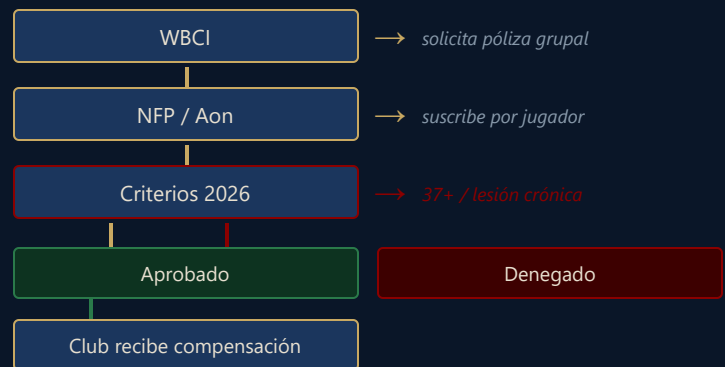 WBCI → solicita póliza grupal
NFP / Aon → suscribe por jugador
Criterios 2026 → 37+ / lesión crónica
Aprobado
Denegado
Club recibe compensación